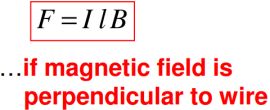 F = I l B
...if magnetic field is
perpendicular to wire